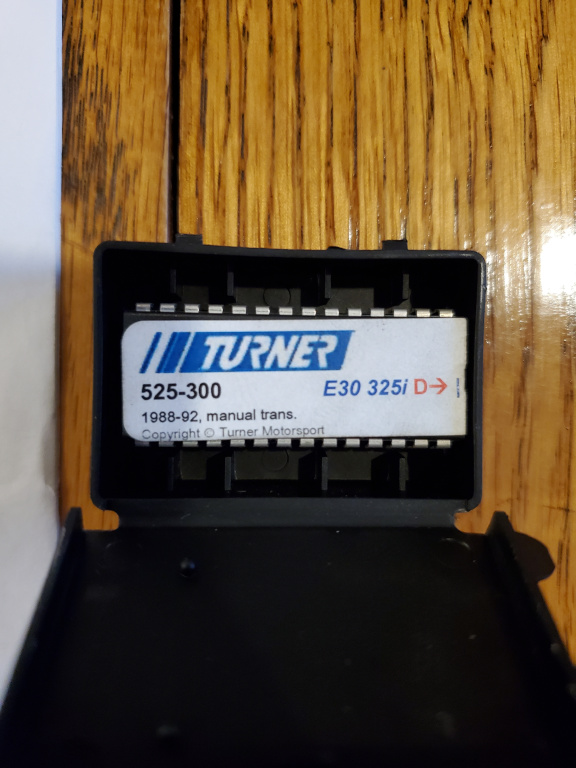 TURNER
525-300
E30 325i D→
1988-92, manual trans.
Copyright © Turner Motorsport